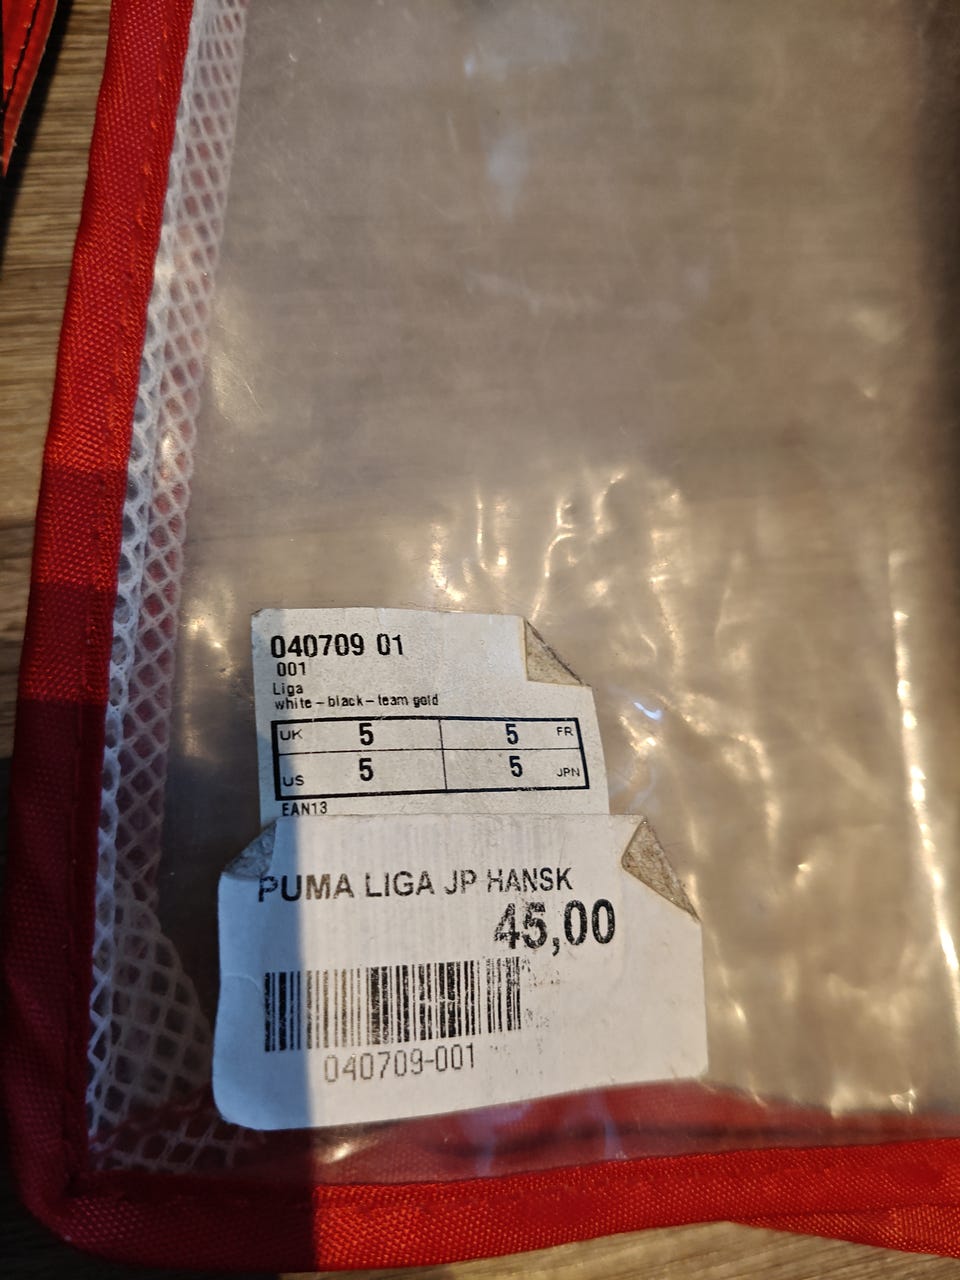 040709 01
001
Liga
white-black-team gold
UK 5 5 FR
US 5 5 JPN
EAN13
PUMA LIGA JP HANSK
45,00
040709-001